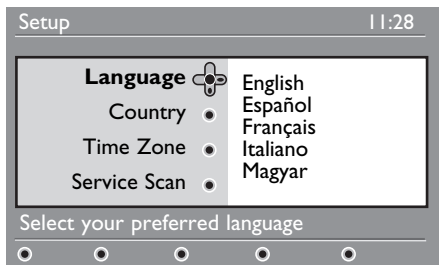 Setup 11:28
Language
Country
Time Zone
Service Scan
English
Español
Français
Italiano
Magyar
Select your preferred language